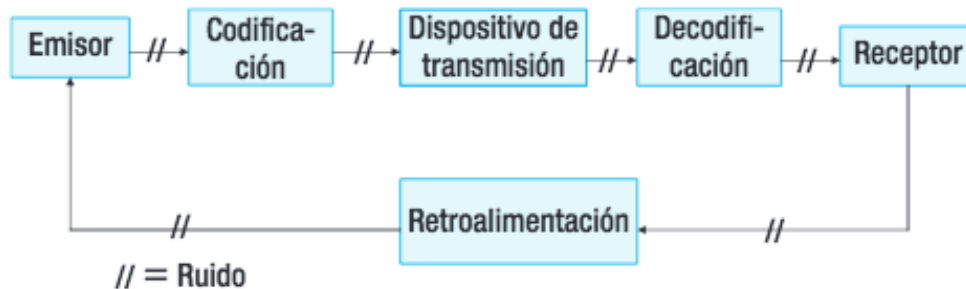 Emisor
//
Codifica-
ción
//
Dispositivo de
transmisión
//
Decodifi-
cación
//
Receptor
//
Retroalimentación
//
// = Ruido